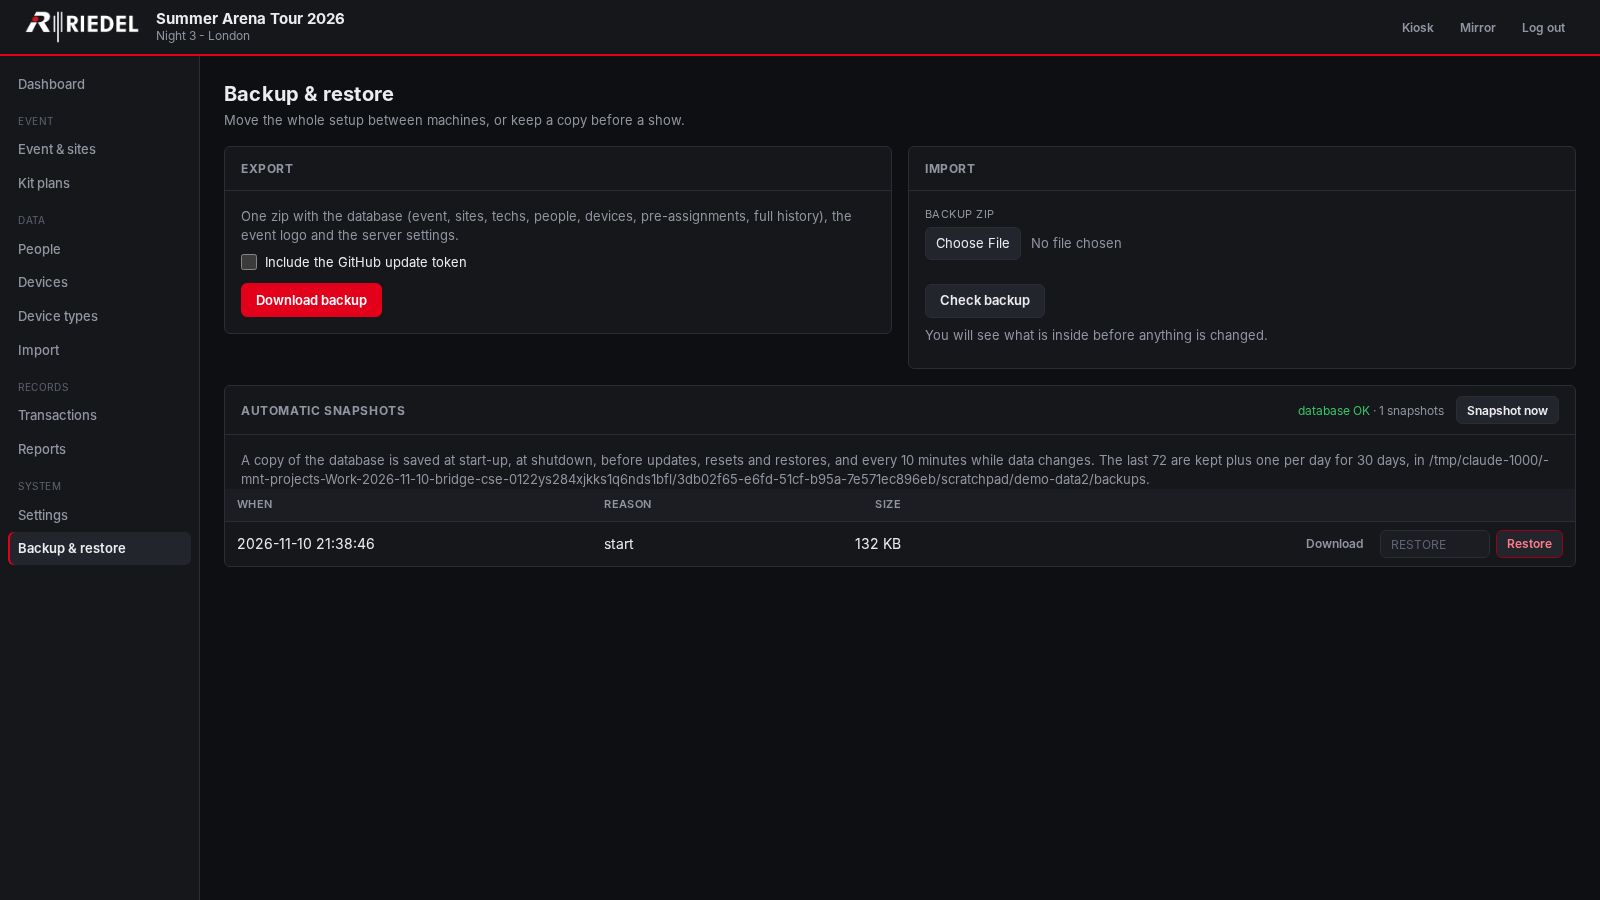 RIEDEL
Summer Arena Tour 2026
Night 3 - London
Kiosk
Mirror
Log out
Dashboard
EVENT
Event & sites
Kit plans
DATA
People
Devices
Device types
Import
RECORDS
Transactions
Reports
SYSTEM
Settings
Backup & restore
Backup & restore
Move the whole setup between machines, or keep a copy before a show.
EXPORT
One zip with the database (event, sites, techs, people, devices, pre-assignments, full history), the
event logo and the server settings.
Include the GitHub update token
Download backup
IMPORT
BACKUP ZIP
Choose File No file chosen
Check backup
You will see what is inside before anything is changed.
AUTOMATIC SNAPSHOTS
database OK · 1 snapshots
Snapshot now
A copy of the database is saved at start-up, at shutdown, before updates, resets and restores, and every 10 minutes while data changes. The last 72 are kept plus one per day for 30 days, in /tmp/claude-1000/-
mnt-projects-Work-2026-11-10-bridge-cse-0122ys284xjkks1q6nds1bfl/3db02f65-e6fd-51cf-b95a-7e571ec896eb/scratchpad/demo-data2/backups.
WHEN REASON SIZE
2026-11-10 21:38:46 start 132 KB Download RESTORE Restore